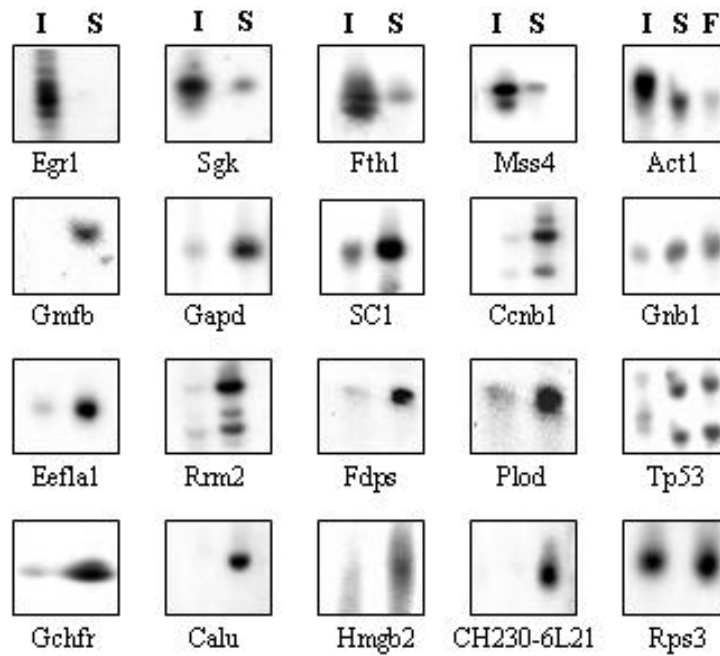 I S I S I S I S I S F
Egr1 Sgk Fth1 Mss4 Act1
Gmfb Gapd SC1 Ccnb1 Gnb1
Eefla1 Rrm2 Fdps Plod Tp53
Gchfr Calu Hmgb2 CH230-6L21 Rps3